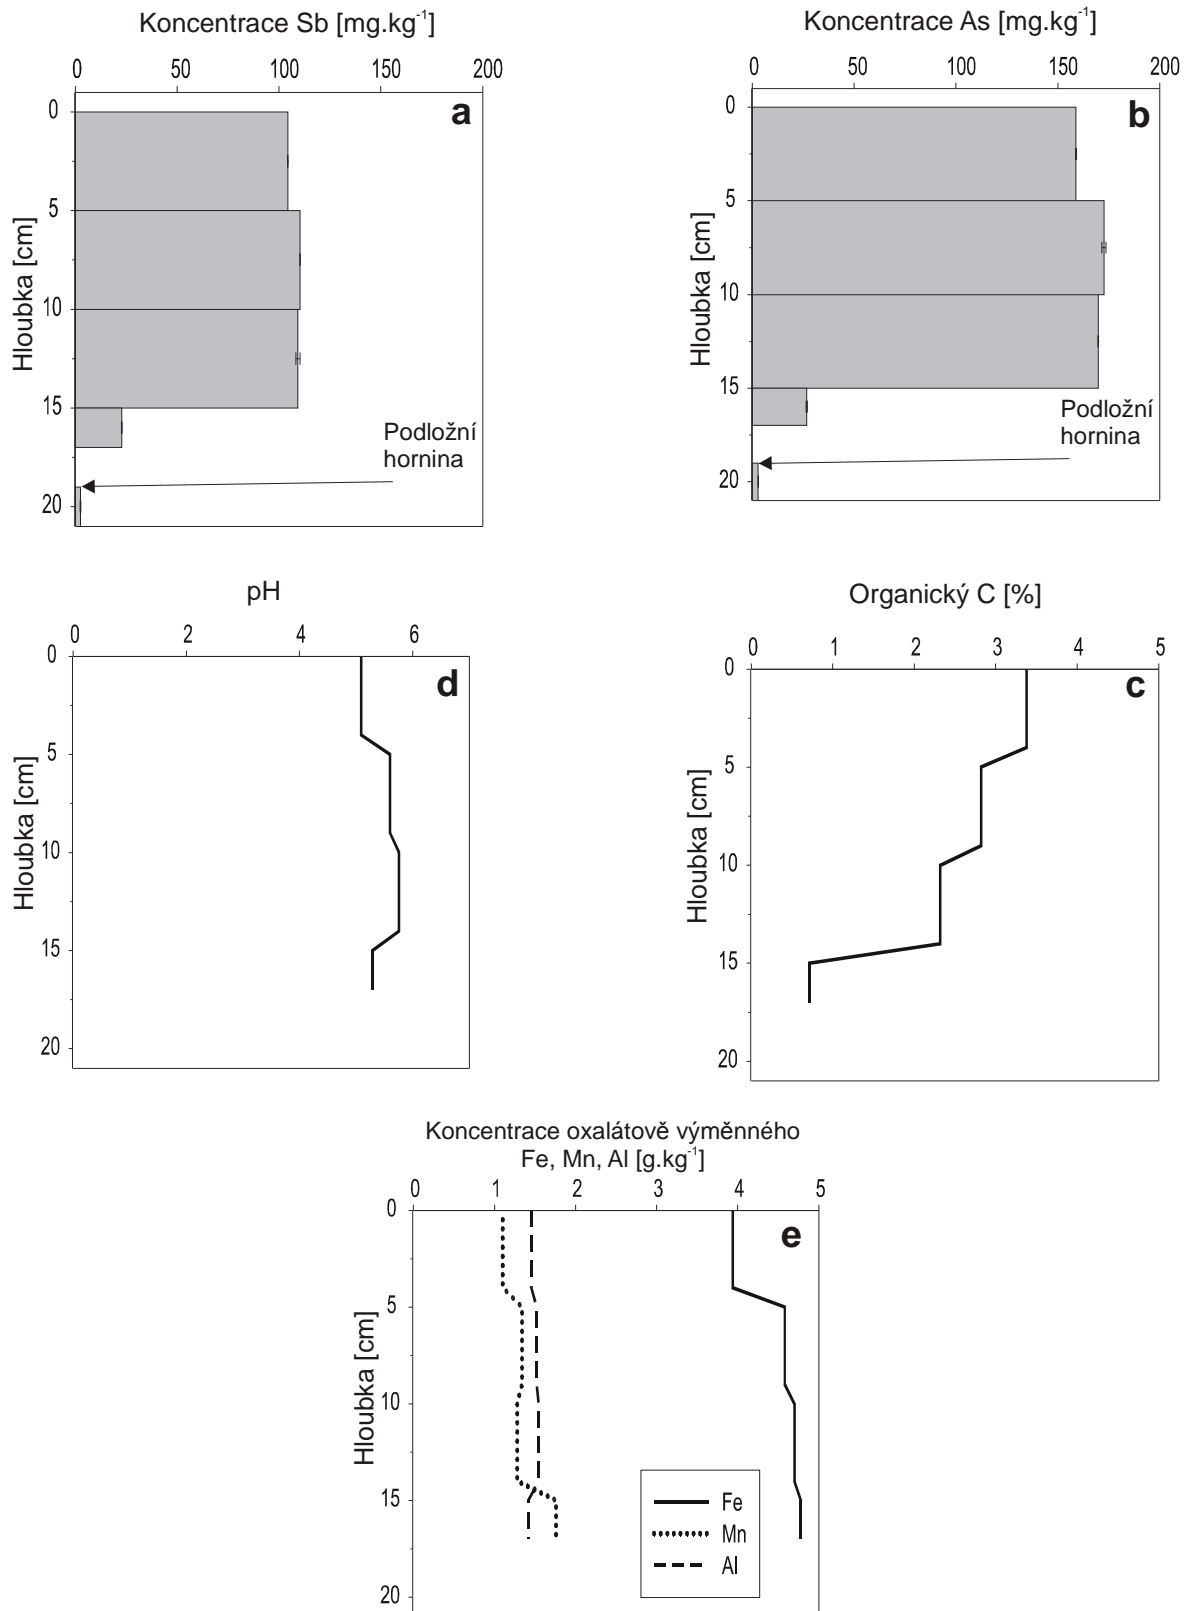 Koncentrace Sb [mg.kg⁻¹]
0 50 100 150 200
a
0
5
10
15
20
Hloubka [cm]
Podložní
hornina
Koncentrace As [mg.kg⁻¹]
0 50 100 150 200
b
0
5
10
15
20
Hloubka [cm]
Podložní
hornina
pH
0 2 4 6
d
0
5
10
15
20
Hloubka [cm]
Organický C [%]
0 1 2 3 4 5
c
0
5
10
15
20
Hloubka [cm]
Koncentrace oxalátově výměnného
Fe, Mn, Al [g.kg⁻¹]
0 1 2 3 4 5
e
0
5
10
15
20
Hloubka [cm]
Fe
Mn
Al